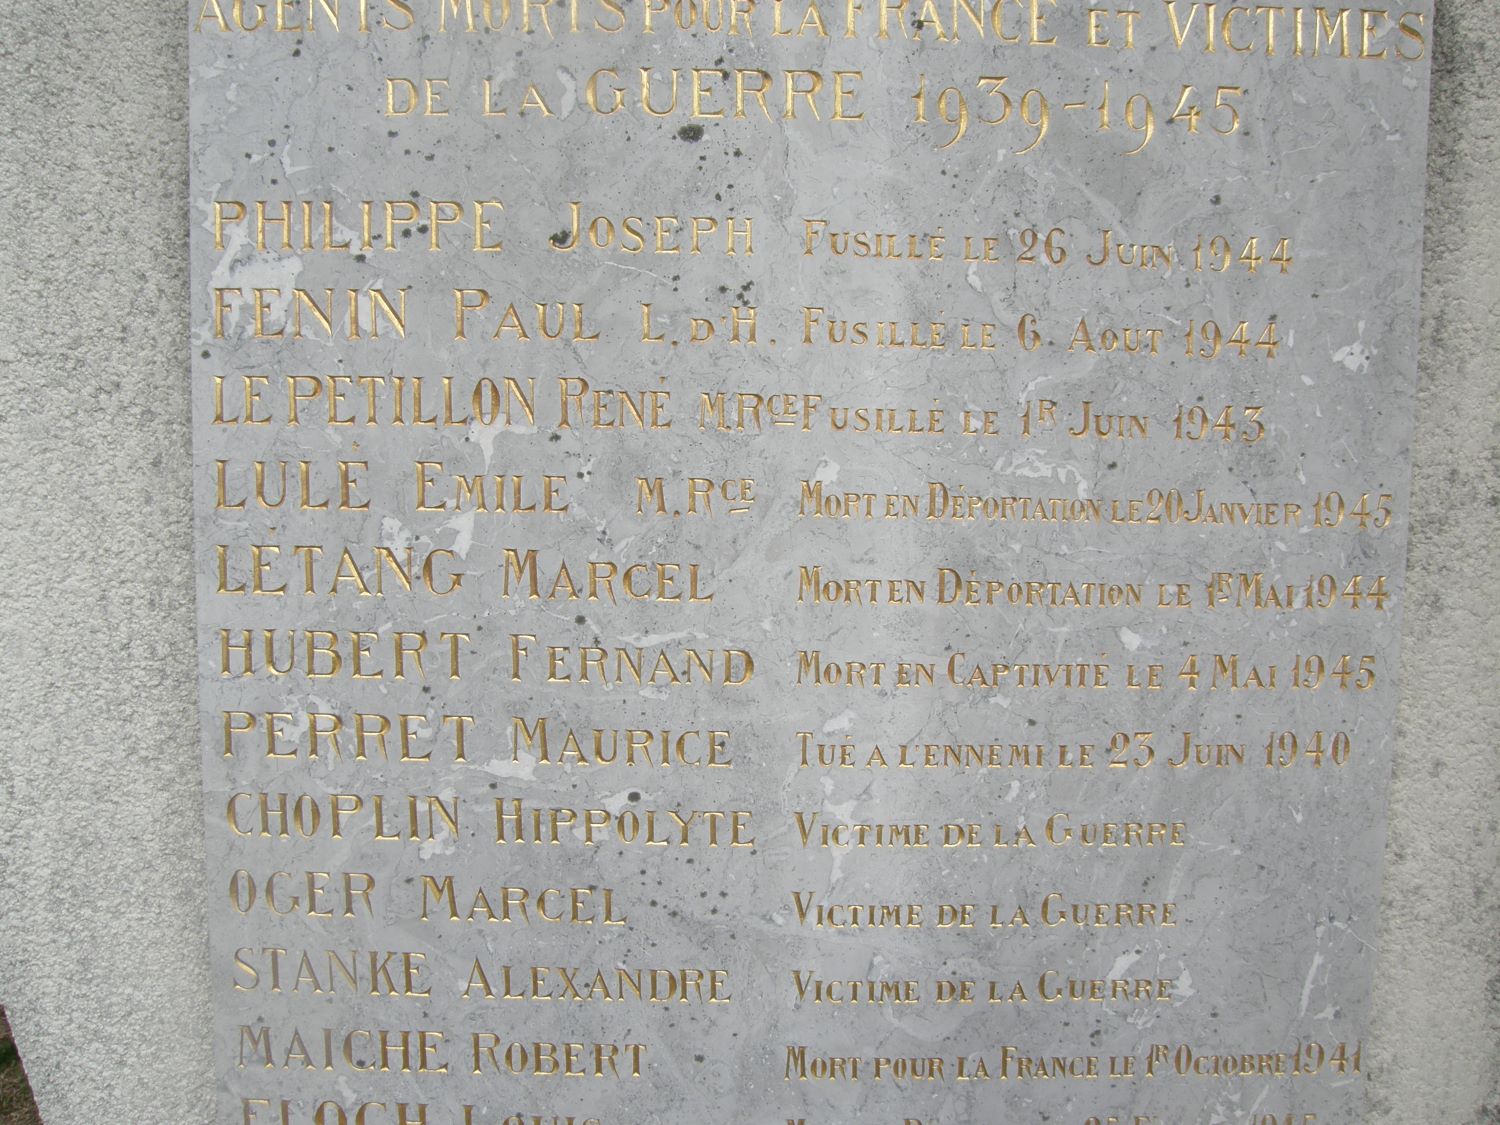 AGENTS MORTS POUR LA FRANCE ET VICTIMES
DE LA GUERRE 1939-1945
PHILIPPE JOSEPH FUSILLÉ LE 26 JUIN 1944
FENIN PAUL L.D'H. FUSILLÉ LE 6 AOUT 1944
LE PETILLON RENÉ M.RCE FUSILLÉ LE 1R JUIN 1943
LULÉ EMILE M.RCE MORT EN DÉPORTATION LE 20 JANVIER 1945
LÉTANG MARCEL MORT EN DÉPORTATION LE 1R MAI 1944
HUBERT FERNAND MORT EN CAPTIVITÉ LE 4 MAI 1945
PERRET MAURICE TUÉ A L'ENNEMI LE 23 JUIN 1940
CHOPLIN HIPPOLYTE VICTIME DE LA GUERRE
OGER MARCEL VICTIME DE LA GUERRE
STANKE ALEXANDRE VICTIME DE LA GUERRE
MAICHE ROBERT MORT POUR LA FRANCE LE 1R OCTOBRE 1941
LOUIS